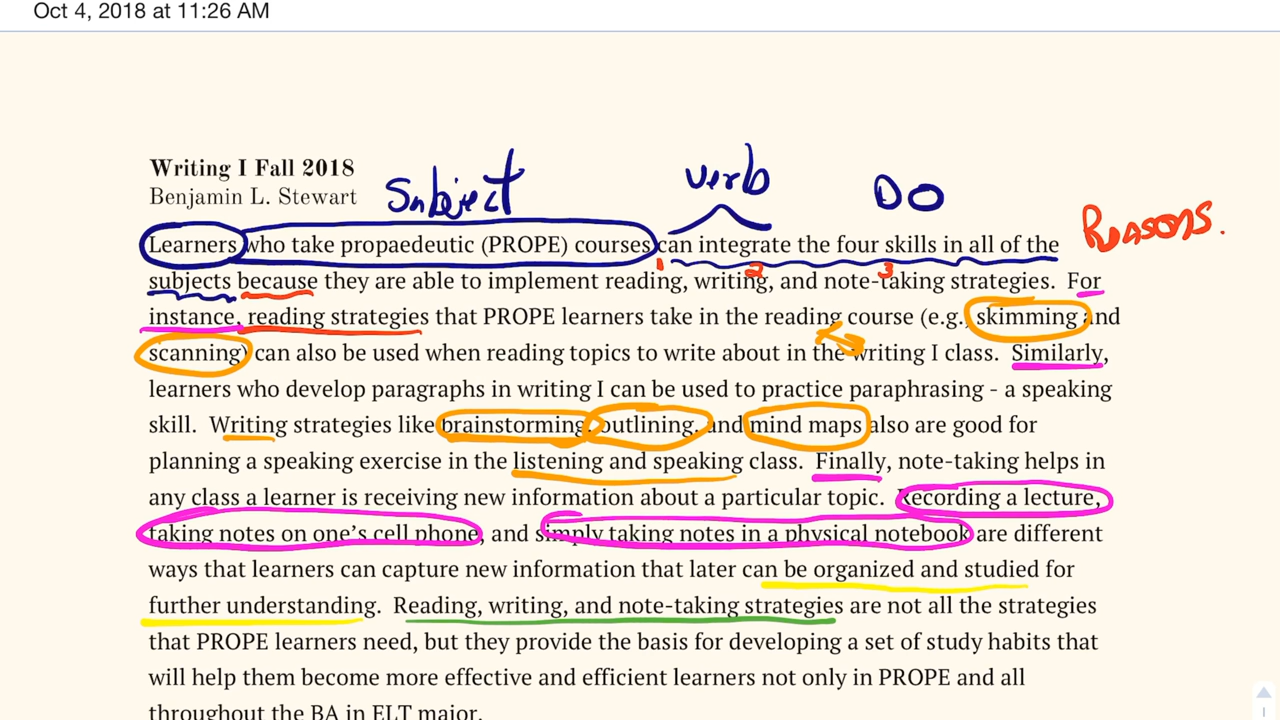 Oct 4, 2018 at 11:26 AM
Writing I Fall 2018
Benjamin L. Stewart
Subject verb DO
Reasons.
Learners who take propaedeutic (PROPE) courses can integrate the four skills in all of the
1 2 3
subjects because they are able to implement reading, writing, and note-taking strategies. For
instance, reading strategies that PROPE learners take in the reading course (e.g., skimming and
scanning) can also be used when reading topics to write about in the writing I class. Similarly,
learners who develop paragraphs in writing I can be used to practice paraphrasing - a speaking
skill. Writing strategies like brainstorming, outlining, and mind maps also are good for
planning a speaking exercise in the listening and speaking class. Finally, note-taking helps in
any class a learner is receiving new information about a particular topic. Recording a lecture,
taking notes on one's cell phone, and simply taking notes in a physical notebook are different
ways that learners can capture new information that later can be organized and studied for
further understanding. Reading, writing, and note-taking strategies are not all the strategies
that PROPE learners need, but they provide the basis for developing a set of study habits that
will help them become more effective and efficient learners not only in PROPE and all
throughout the BA in ELT major.